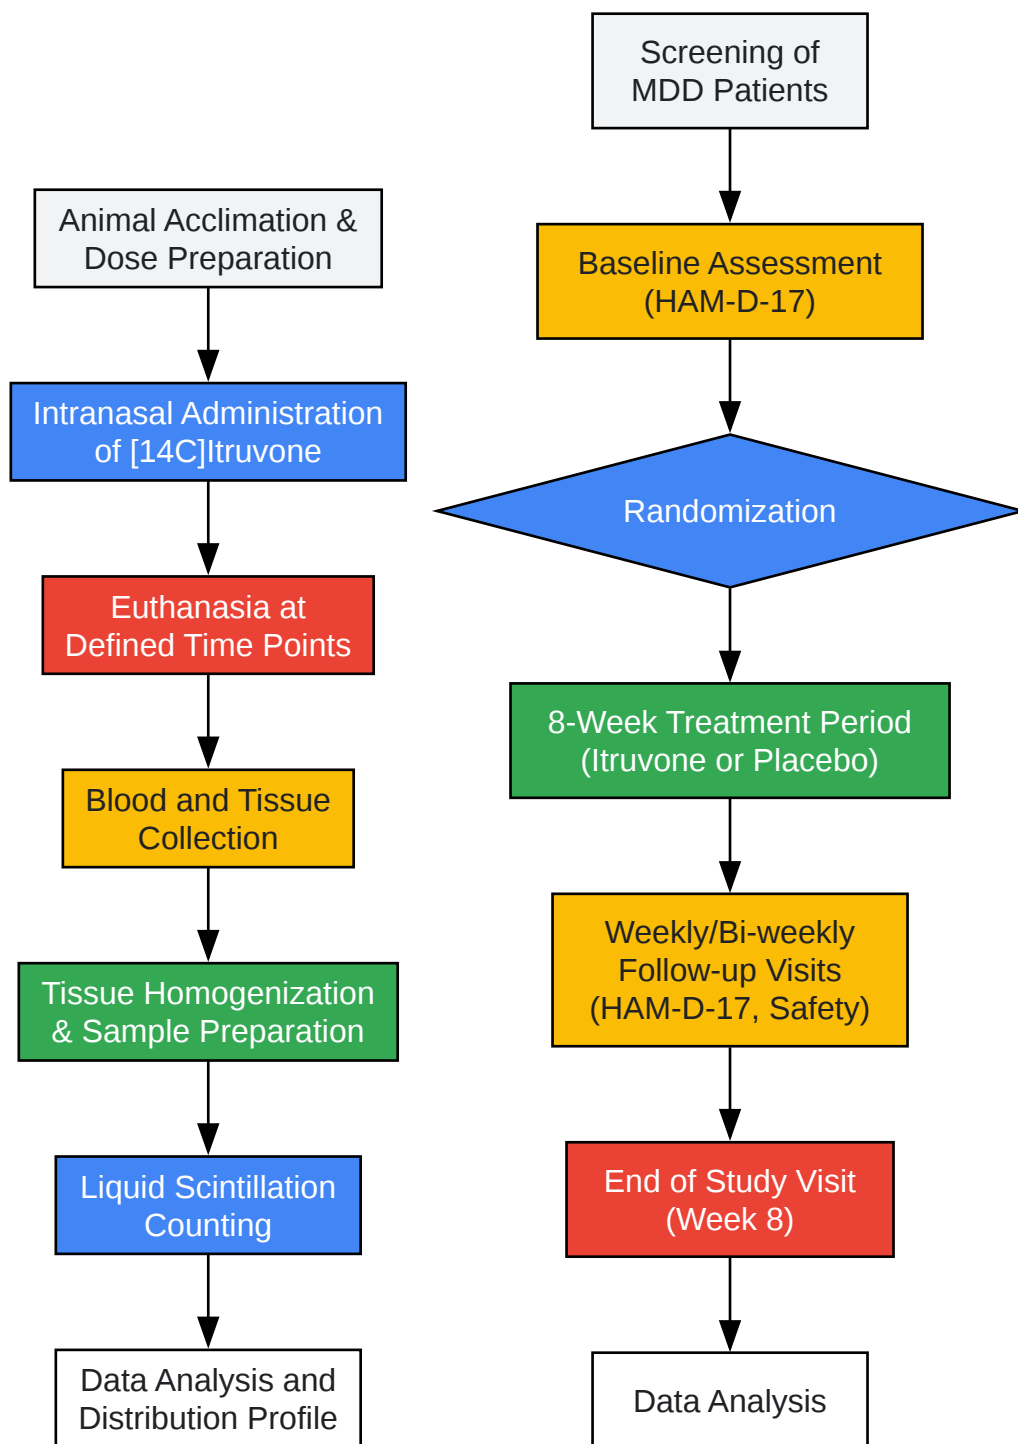 Animal Acclimation &
Dose Preparation
Intranasal Administration
of [14C]Itruvone
Euthanasia at
Defined Time Points
Blood and Tissue
Collection
Tissue Homogenization
& Sample Preparation
Liquid Scintillation
Counting
Data Analysis and
Distribution Profile
Screening of
MDD Patients
Baseline Assessment
(HAM-D-17)
Randomization
8-Week Treatment Period
(Itruvone or Placebo)
Weekly/Bi-weekly
Follow-up Visits
(HAM-D-17, Safety)
End of Study Visit
(Week 8)
Data Analysis